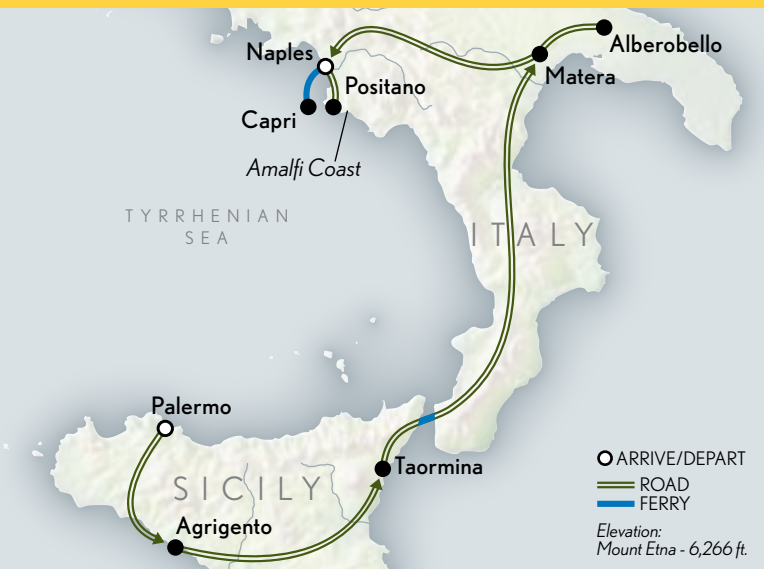 Alberobello
Naples
Matera
Positano
Capri
Amalfi Coast
TYRRHENIAN
SEA
ITALY
Palermo
Taormina
SICILY
Agrigento
ARRIVE/DEPART
ROAD
FERRY
Elevation:
Mount Etna - 6,266 ft.